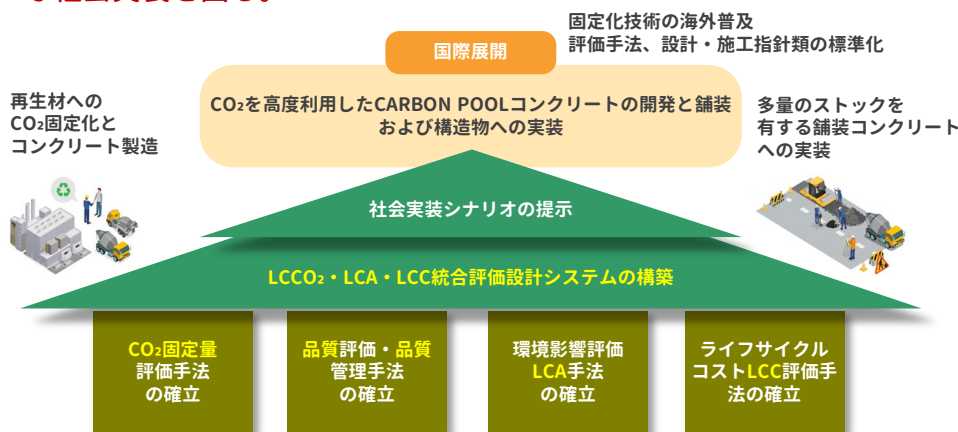 国際展開
固定化技術の海外普及
評価手法、設計・施工指針類の標準化
再生材への
CO₂固定化と
コンクリート製造
CO₂を高度利用したCARBON POOLコンクリートの開発と舗装
および構造物への実装
多量のストックを
有する舗装コンクリート
への実装
社会実装シナリオの提示
LCCO₂・LCA・LCC統合評価設計システムの構築
CO₂固定量
評価手法
の確立
品質評価・品質
管理手法
の確立
環境影響評価
LCA手法
の確立
ライフサイクル
コストLCC評価手
法の確立